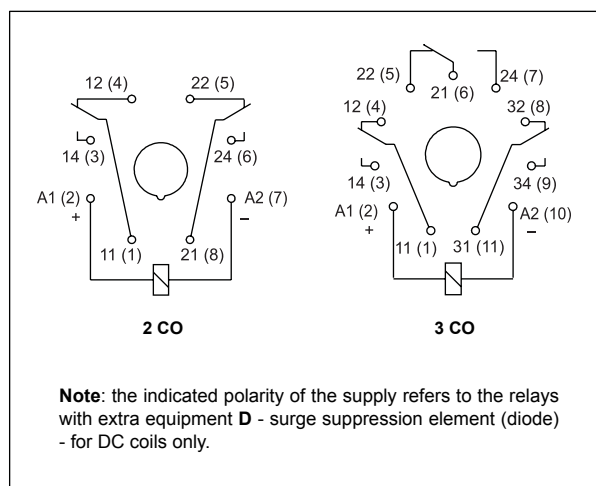 12 (4) 22 (5)
14 (3) 24 (6)
A1 (2) A2 (7)
+ –
11 (1) 21 (8)
2 CO
22 (5) 21 (6) 24 (7)
12 (4) 32 (8)
14 (3) 34 (9)
A1 (2) A2 (10)
+ –
11 (1) 31 (11)
3 CO
Note: the indicated polarity of the supply refers to the relays
with extra equipment D - surge suppression element (diode)
- for DC coils only.